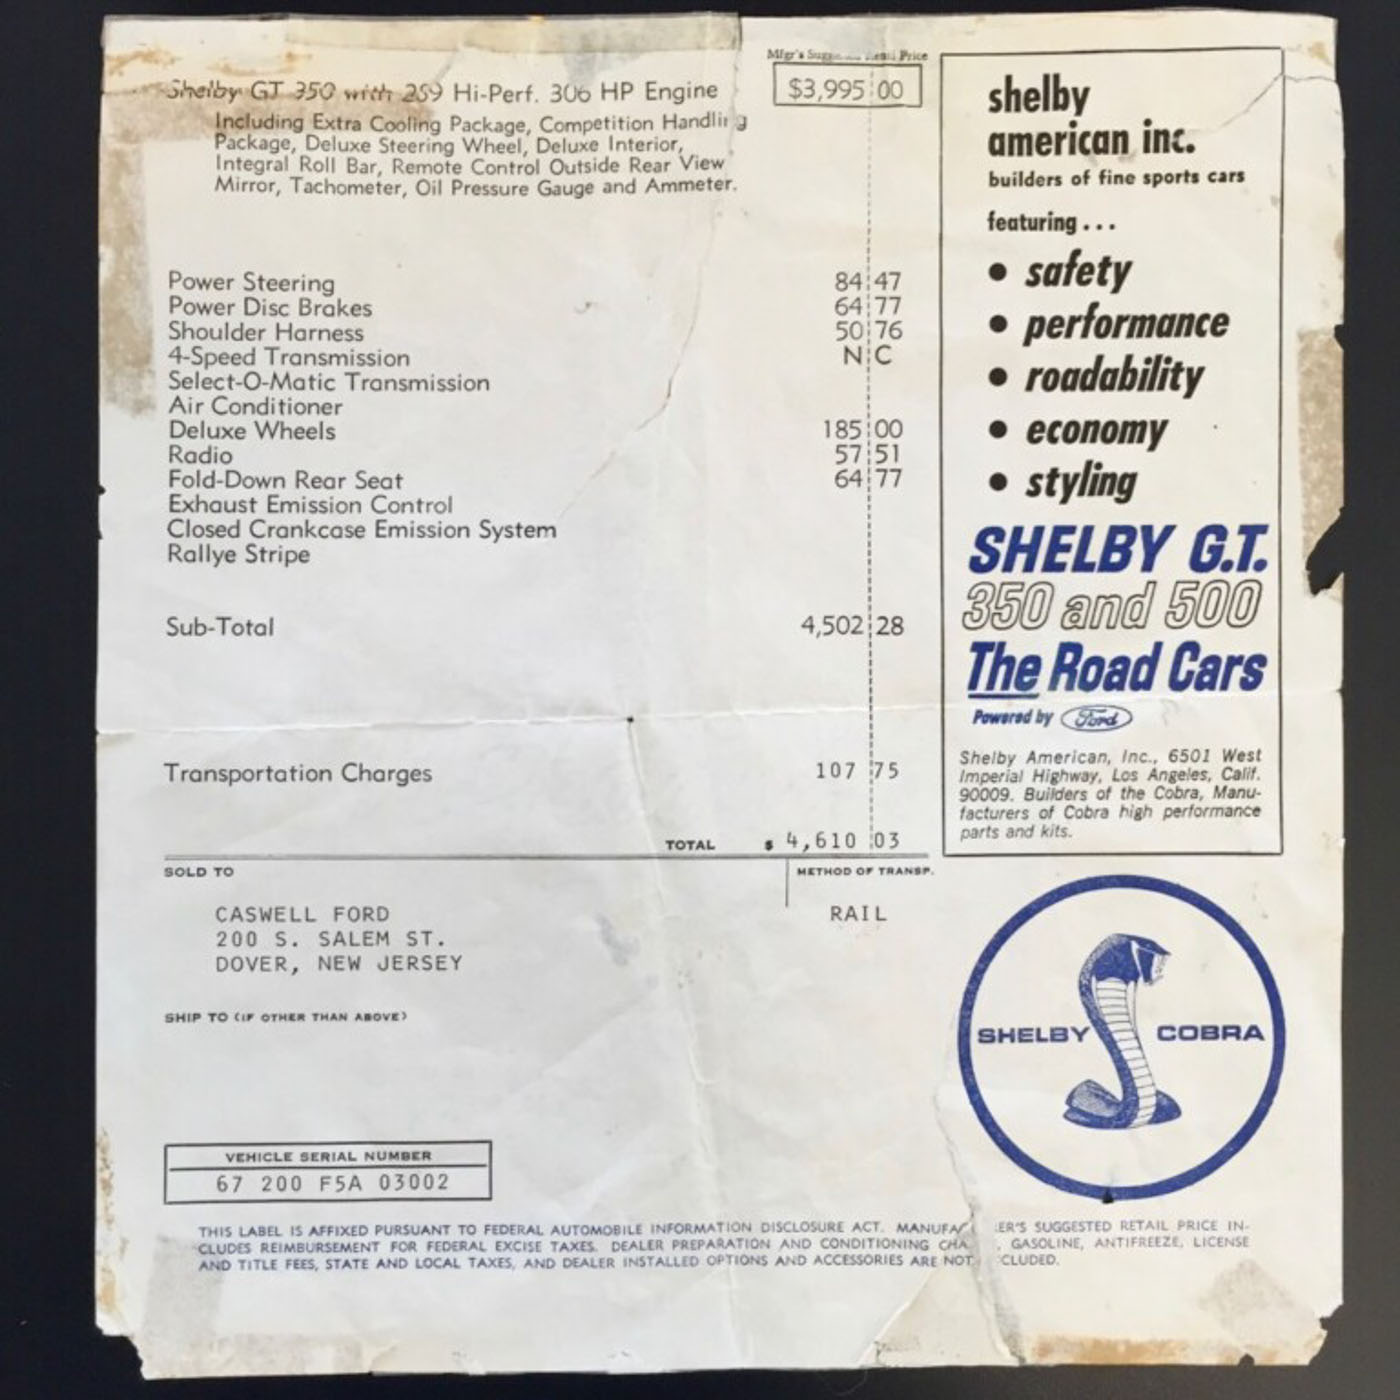 Mfgr's Retail Price
Shelby GT 350 with 289 Hi-Perf. 306 HP Engine $3,995 00
Including Extra Cooling Package, Competition Handling
Package, Deluxe Steering Wheel, Deluxe Interior,
Integral Roll Bar, Remote Control Outside Rear View
Mirror, Tachometer, Oil Pressure Gauge and Ammeter.
Power Steering 84 47
Power Disc Brakes 64 77
Shoulder Harness 50 76
4-Speed Transmission N C
Select-O-Matic Transmission
Air Conditioner
Deluxe Wheels 185 00
Radio 57 51
Fold-Down Rear Seat 64 77
Exhaust Emission Control
Closed Crankcase Emission System
Rallye Stripe
Sub-Total 4,502 28
Transportation Charges 107 75
TOTAL $ 4,610 03
SOLD TO
METHOD OF TRANSP.
CASWELL FORD
200 S. SALEM ST.
DOVER, NEW JERSEY
RAIL
SHIP TO (IF OTHER THAN ABOVE)
VEHICLE SERIAL NUMBER
67 200 F5A 03002
shelby
american inc.
builders of fine sports cars
featuring...
• safety
• performance
• roadability
• economy
• styling
SHELBY G.T.
350 and 500
The Road Cars
Powered by Ford
Shelby American, Inc., 6501 West
Imperial Highway, Los Angeles, Calif.
90009. Builders of the Cobra, Manu-
facturers of Cobra high performance
parts and kits.
SHELBY COBRA
THIS LABEL IS AFFIXED PURSUANT TO FEDERAL AUTOMOBILE INFORMATION DISCLOSURE ACT. SUGGESTED RETAIL PRICE IN-
CLUDES REIMBURSEMENT FOR FEDERAL EXCISE TAXES. DEALER PREPARATION AND CONDITIONING GASOLINE, ANTIFREEZE, LICENSE
AND TITLE FEES, STATE AND LOCAL TAXES, AND DEALER INSTALLED OPTIONS AND ACCESSORIES ARE NOT